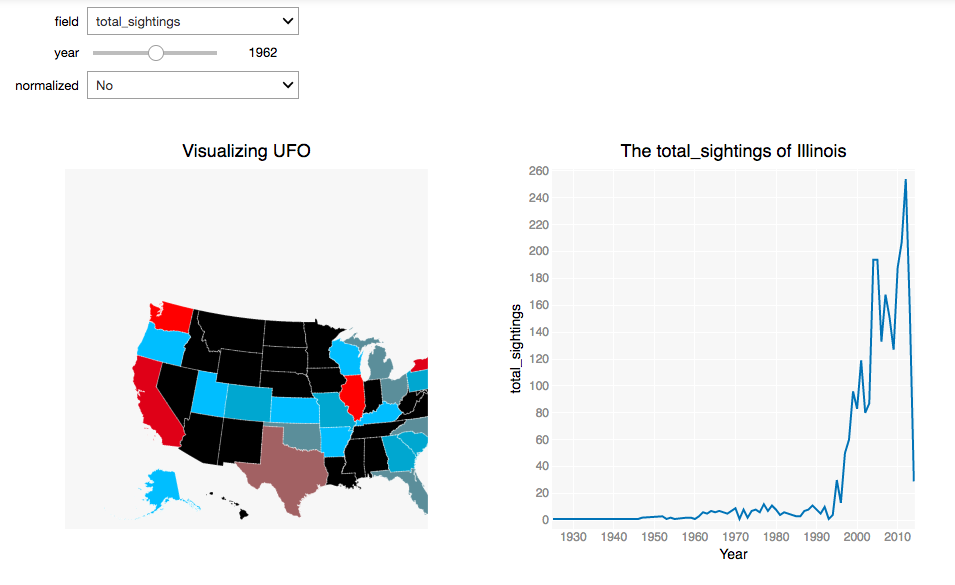 field total_sightings
year 1962
normalized No
Visualizing UFO
The total_sightings of Illinois
260
240
220
200
180
160
140
120
100
80
60
40
20
0
total_sightings
1930 1940 1950 1960 1970 1980 1990 2000 2010
Year